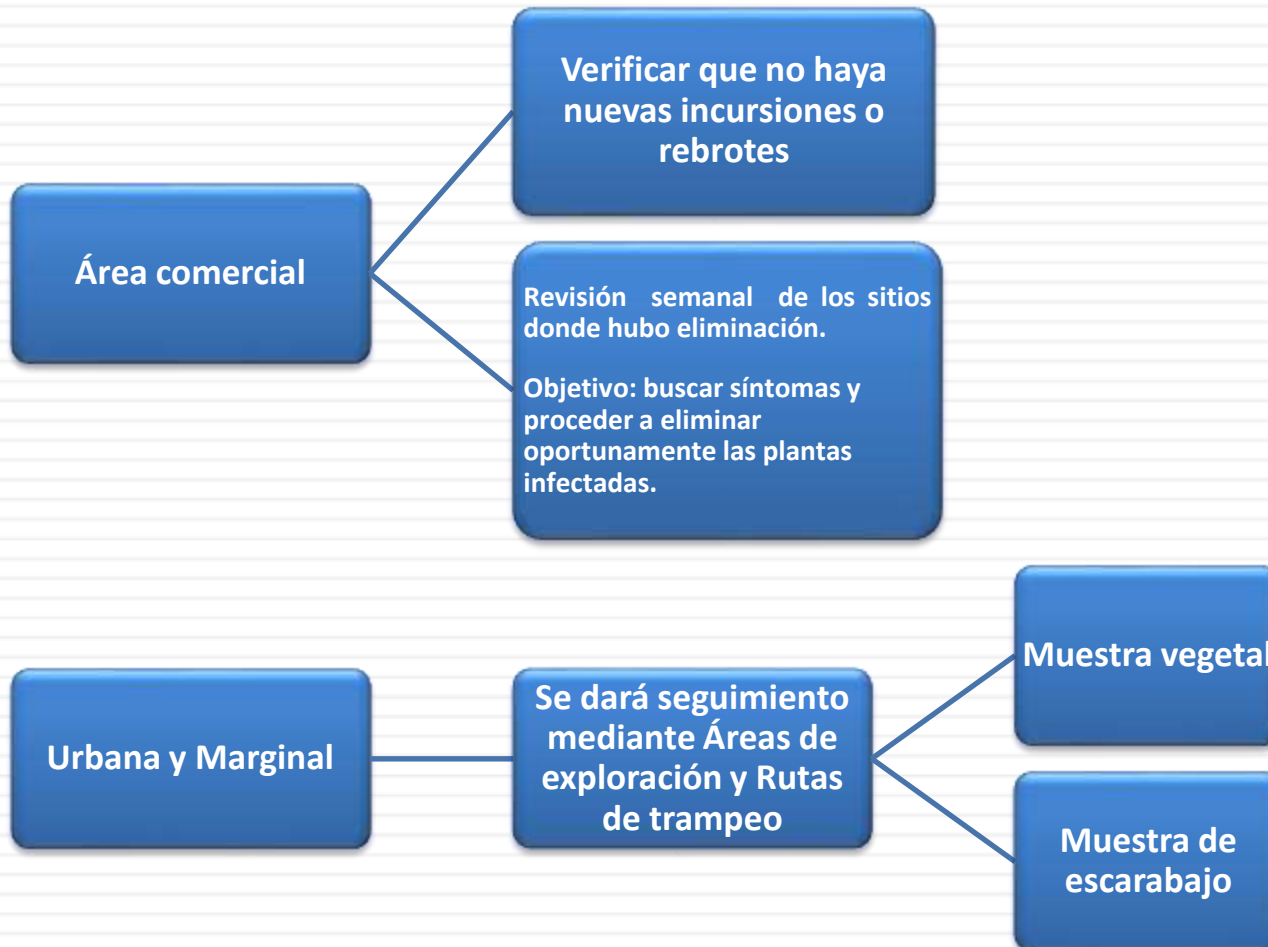 Verificar que no haya
nuevas incursiones o
rebrotes
Área comercial
Revisión semanal de los sitios
donde hubo eliminación.
Objetivo: buscar síntomas y
proceder a eliminar
oportunamente las plantas
infectadas.
Urbana y Marginal
Se dará seguimiento
mediante Áreas de
exploración y Rutas
de trampeo
Muestra vegetal
Muestra de
escarabajo